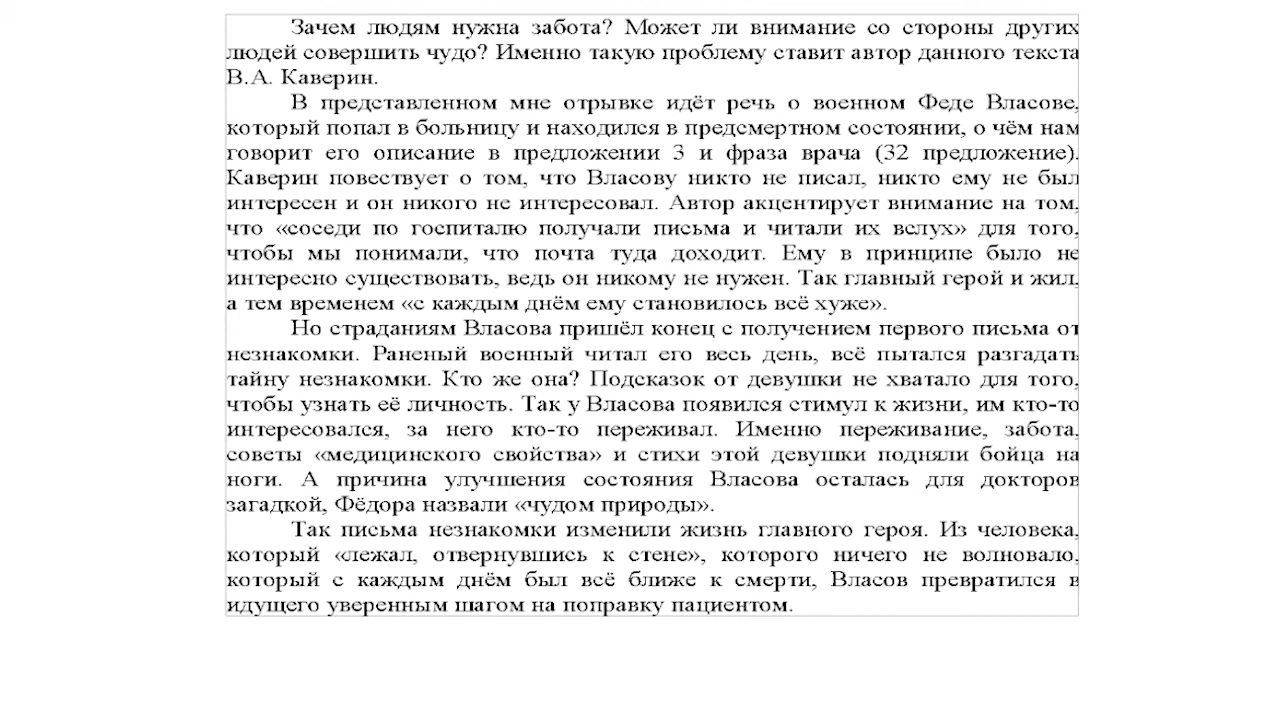 Зачем людям нужна забота? Может ли внимание со стороны других
людей совершить чудо? Именно такую проблему ставит автор данного текста
В.А. Каверин.
В представленном мне отрывке идёт речь о военном Феде Власове,
который попал в больницу и находился в предсмертном состоянии, о чём нам
говорит его описание в предложении 3 и фраза врача (32 предложение).
Каверин повествует о том, что Власову никто не писал, никто ему не был
интересен и он никого не интересовал. Автор акцентирует внимание на том,
что «соседи по госпиталю получали письма и читали их вслух» для того,
чтобы мы понимали, что почта туда доходит. Ему в принципе было не
интересно существовать, ведь он никому не нужен. Так главный герой и жил,
а тем временем «с каждым днём ему становилось всё хуже».
Но страданиям Власова пришёл конец с получением первого письма от
незнакомки. Раненый военный читал его весь день, всё пытался разгадать
тайну незнакомки. Кто же она? Подсказок от девушки не хватало для того,
чтобы узнать её личность. Так у Власова появился стимул к жизни, им кто-то
интересовался, за него кто-то переживал. Именно переживание, забота,
советы «медицинского свойства» и стихи этой девушки подняли бойца на
ноги. А причина улучшения состояния Власова осталась для докторов
загадкой, Фёдора назвали «чудом природы».
Так письма незнакомки изменили жизнь главного героя. Из человека,
который «лежал, отвернувшись к стене», которого ничего не волновало,
который с каждым днём был всё ближе к смерти, Власов превратился в
идущего уверенным шагом на поправку пациентом.